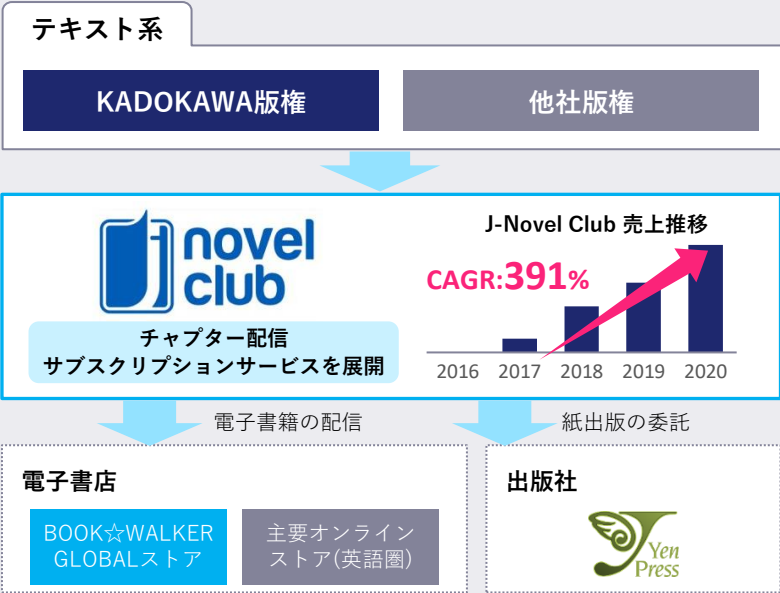 テキスト系
KADOKAWA版権
他社版権
J-Novel Club 売上推移
j novel
club
CAGR:391%
チャプター配信
サブスクリプションサービスを展開
2016 2017 2018 2019 2020
電子書籍の配信
紙出版の委託
電子書店
BOOK☆WALKER
GLOBALストア
主要オンライン
ストア(英語圏)
出版社
Yen
Press